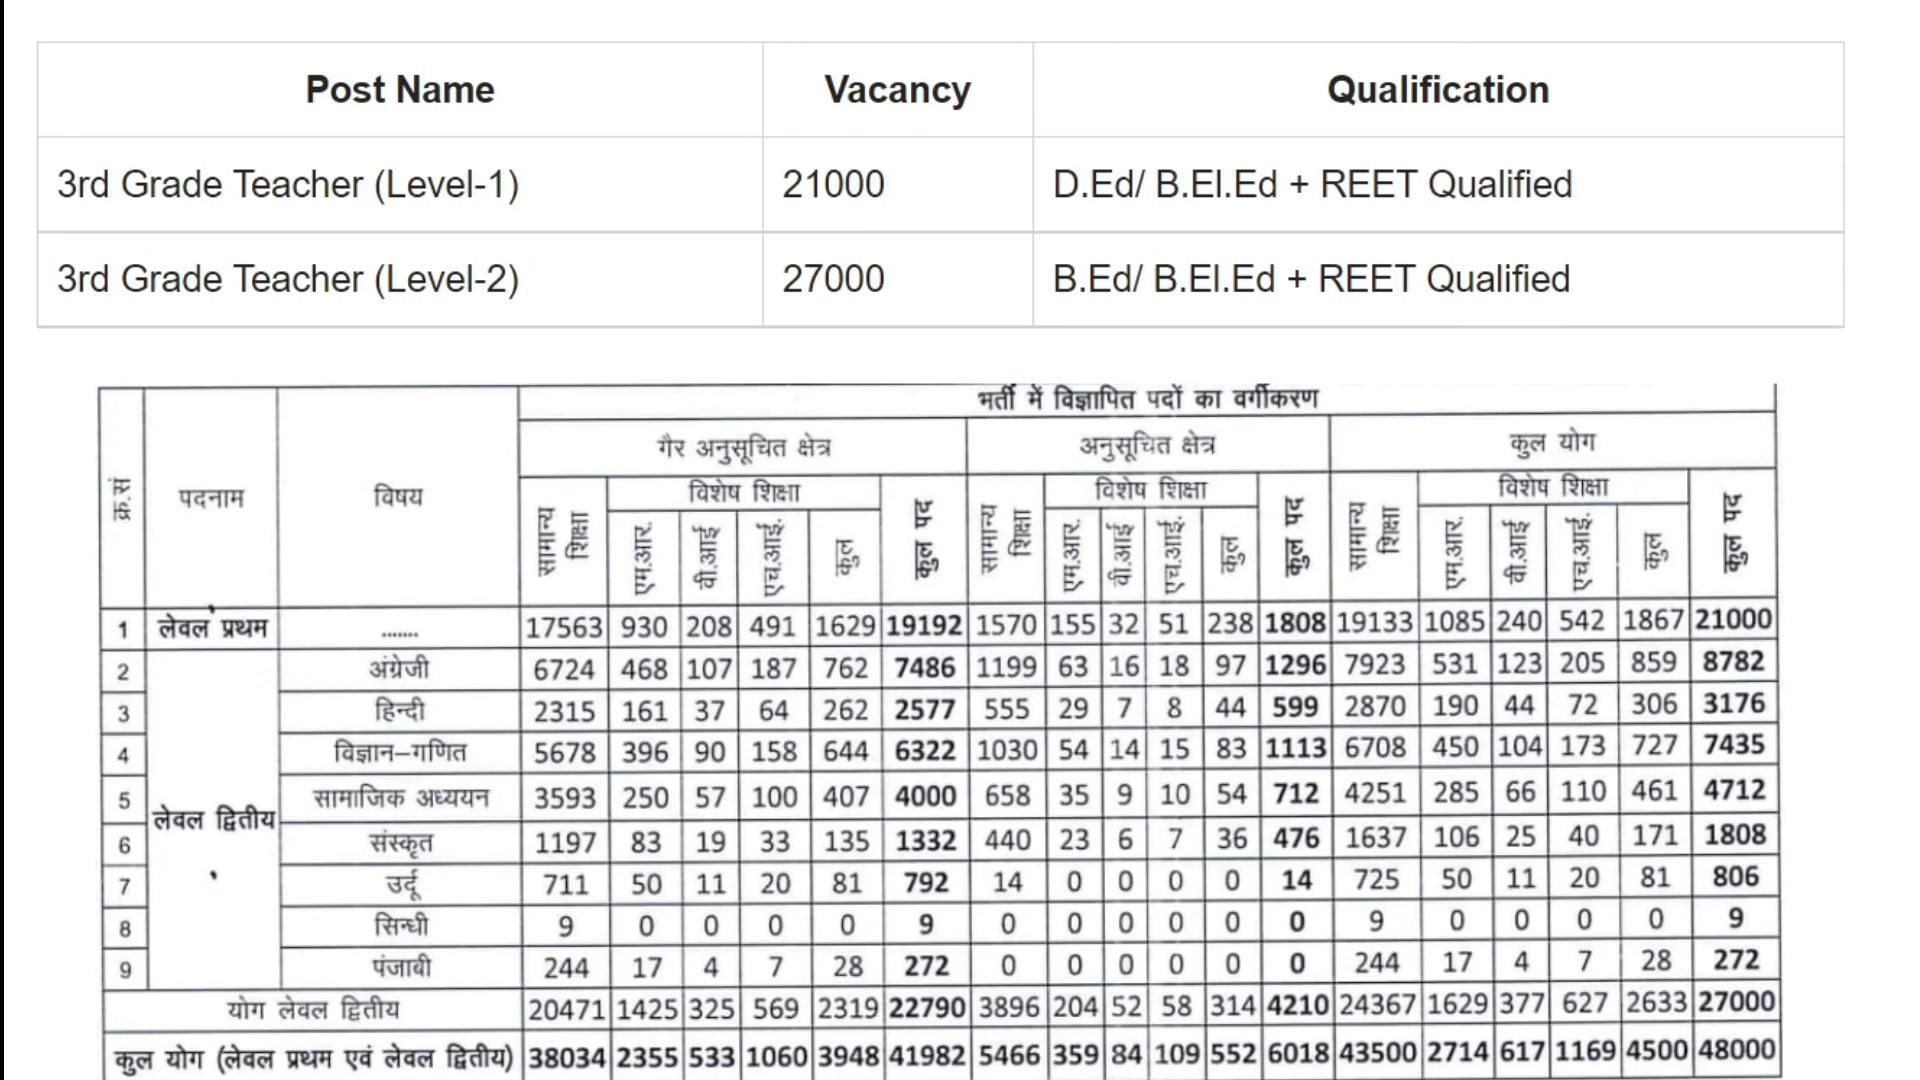 Post Name Vacancy Qualification
3rd Grade Teacher (Level-1) 21000 D.Ed/ B.El.Ed + REET Qualified
3rd Grade Teacher (Level-2) 27000 B.Ed/ B.El.Ed + REET Qualified
भर्ती में विज्ञापित पदों का वर्गीकरण
गैर अनुसूचित क्षेत्र अनुसूचित क्षेत्र कुल योग
क्र.सं पदनाम विषय सामान्य शिक्षा विशेष शिक्षा कुल पद सामान्य शिक्षा विशेष शिक्षा कुल पद सामान्य शिक्षा विशेष शिक्षा कुल पद
एम.आर. वी.आई एच.आई. कुल एम.आर. वी.आई एच.आई. कुल एम.आर. वी.आई एच.आई. कुल
1 लेवल प्रथम ....... 17563 930 208 491 1629 19192 1570 155 32 51 238 1808 19133 1085 240 542 1867 21000
2 अंग्रेजी 6724 468 107 187 762 7486 1199 63 16 18 97 1296 7923 531 123 205 859 8782
3 हिन्दी 2315 161 37 64 262 2577 555 29 7 8 44 599 2870 190 44 72 306 3176
4 विज्ञान–गणित 5678 396 90 158 644 6322 1030 54 14 15 83 1113 6708 450 104 173 727 7435
5 लेवल द्वितीय सामाजिक अध्ययन 3593 250 57 100 407 4000 658 35 9 10 54 712 4251 285 66 110 461 4712
6 संस्कृत 1197 83 19 33 135 1332 440 23 6 7 36 476 1637 106 25 40 171 1808
7 उर्दू 711 50 11 20 81 792 14 0 0 0 0 14 725 50 11 20 81 806
8 सिन्धी 9 0 0 0 0 9 0 0 0 0 0 0 9 0 0 0 0 9
9 पंजाबी 244 17 4 7 28 272 0 0 0 0 0 0 244 17 4 7 28 272
योग लेवल द्वितीय 20471 1425 325 569 2319 22790 3896 204 52 58 314 4210 24367 1629 377 627 2633 27000
कुल योग (लेवल प्रथम एवं लेवल द्वितीय) 38034 2355 533 1060 3948 41982 5466 359 84 109 552 6018 43500 2714 617 1169 4500 48000